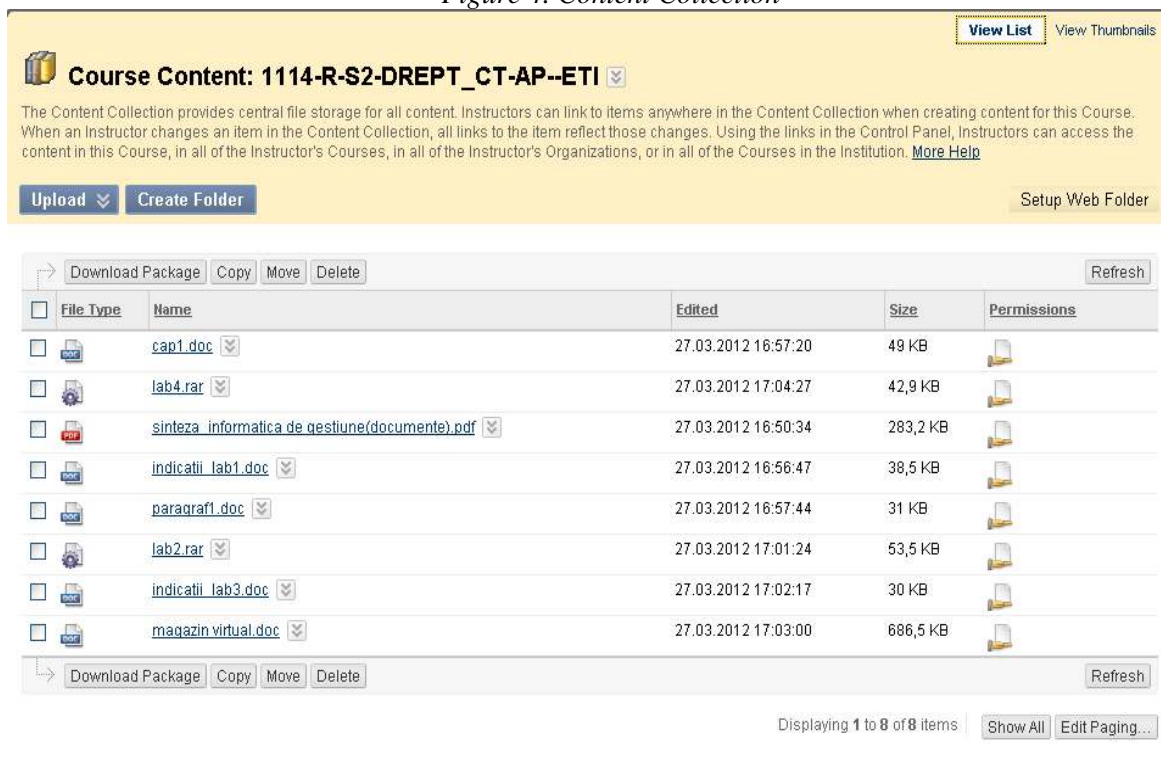 Figure 4. Content Collection
View List View Thumbnails
Course Content: 1114-R-S2-DREPT_CT-AP--ETI
The Content Collection provides central file storage for all content. Instructors can link to items anywhere in the Content Collection when creating content for this Course.
When an Instructor changes an item in the Content Collection, all links to the item reflect those changes. Using the links in the Control Panel, Instructors can access the
content in this Course, in all of the Instructor's Courses, in all of the Instructor's Organizations, or in all of the Courses in the Institution. More Help
Upload Create Folder Setup Web Folder
Download Package Copy Move Delete Refresh
File Type Name Edited Size Permissions
DOC cap1.doc 27.03.2012 16:57:20 49 KB
lab4.rar 27.03.2012 17:04:27 42,9 KB
PDF sinteza_informatica de gestiune(documente).pdf 27.03.2012 16:50:34 283,2 KB
DOC indicatii_lab1.doc 27.03.2012 16:56:47 38,5 KB
DOC paragraf1.doc 27.03.2012 16:57:44 31 KB
lab2.rar 27.03.2012 17:01:24 53,5 KB
DOC indicatii_lab3.doc 27.03.2012 17:02:17 30 KB
DOC magazin virtual.doc 27.03.2012 17:03:00 686,5 KB
Download Package Copy Move Delete Refresh
Displaying 1 to 8 of 8 items Show All Edit Paging...